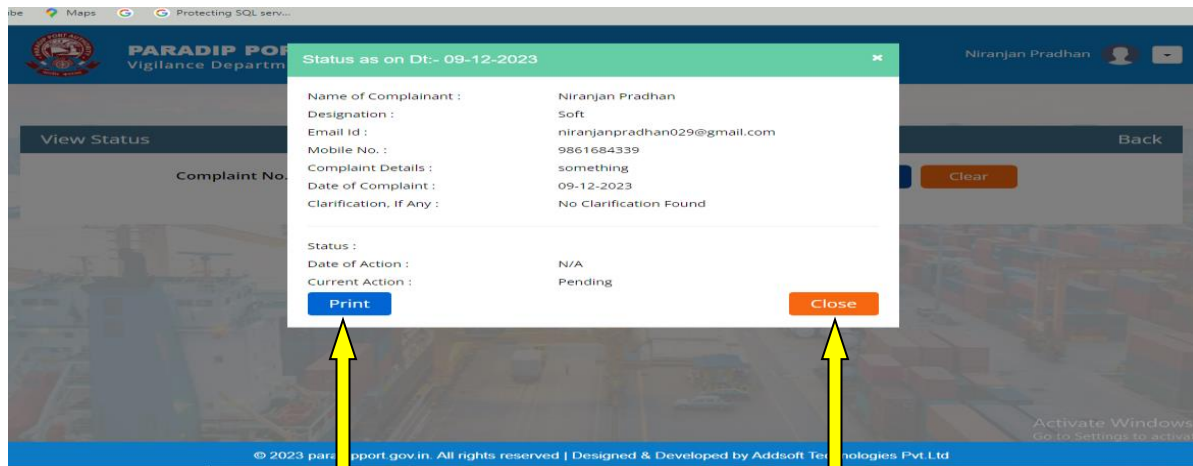 be Maps Protecting SQL serv...
PARADIP POR
Vigilance Departm
Niranjan Pradhan
Status as on Dt:- 09-12-2023 ×
View Status
Back
Complaint No.
Clear
Name of Complainant : Niranjan Pradhan
Designation : Soft
Email Id : niranjanpradhan029@gmail.com
Mobile No. : 9861684339
Complaint Details : something
Date of Complaint : 09-12-2023
Clarification, If Any : No Clarification Found
Status :
Date of Action : N/A
Current Action : Pending
Print Close
Activate Windows
Go to Settings to activa
© 2023 para pport.gov.in. All rights reserved | Designed & Developed by Addsoft Tec nologies Pvt.Ltd